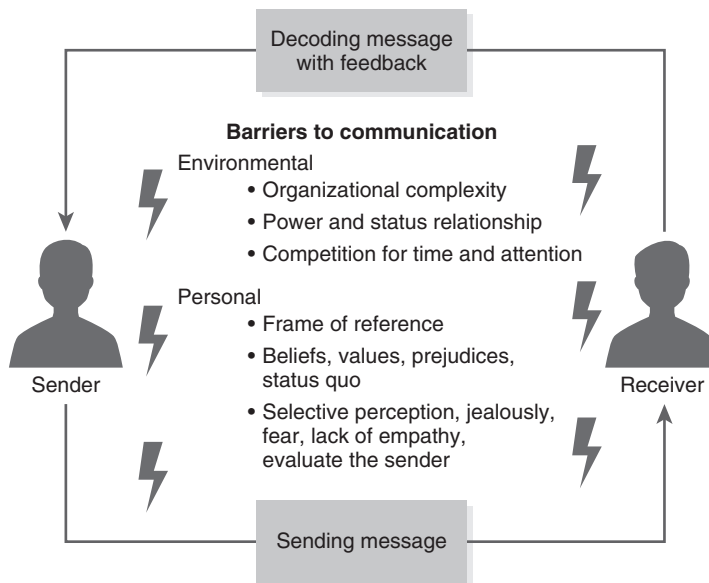 Decoding message
with feedback
Barriers to communication
Environmental
• Organizational complexity
• Power and status relationship
• Competition for time and attention
Personal
• Frame of reference
• Beliefs, values, prejudices,
status quo
• Selective perception, jealously,
fear, lack of empathy,
evaluate the sender
Sender
Receiver
Sending message